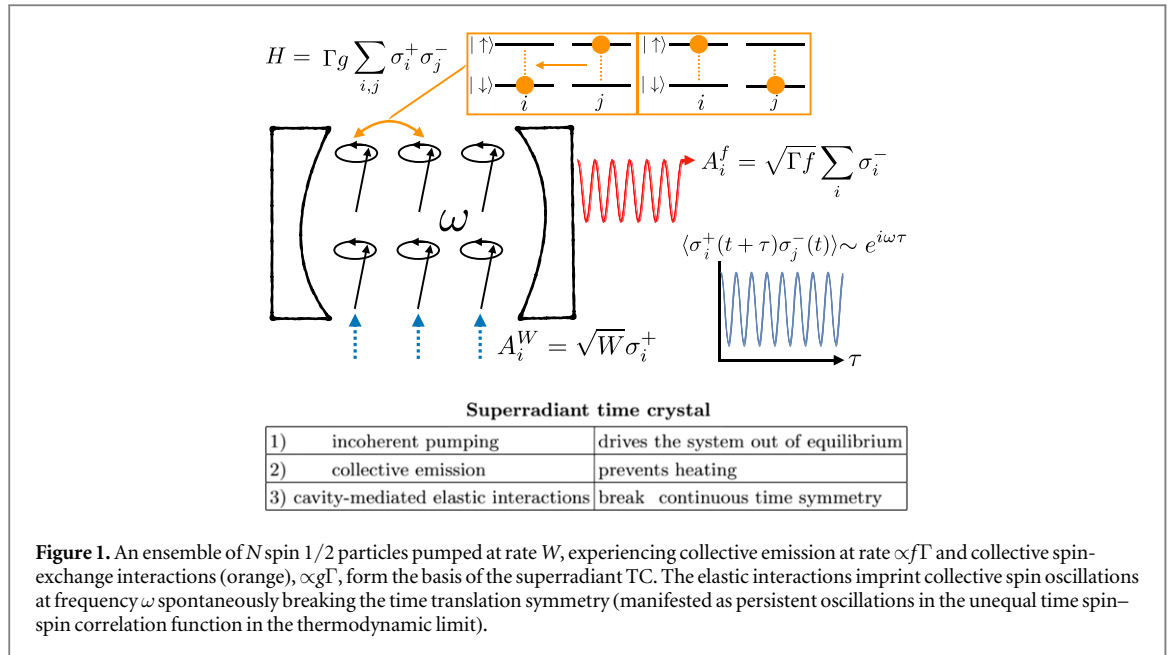 H = Γg ∑_{i,j} σ_i^+ σ_j^-
|↑⟩ |↑⟩
|↓⟩ |↓⟩
i j i j
A_i^f = √(Γf) ∑_i σ_i^-
ω
⟨σ_i^+(t + τ)σ_j^-(t)⟩ ∼ e^{iωτ}
A_i^W = √W σ_i^+
τ
Superradiant time crystal
1) incoherent pumping drives the system out of equilibrium
2) collective emission prevents heating
3) cavity-mediated elastic interactions break continuous time symmetry
Figure 1. An ensemble of N spin 1/2 particles pumped at rate W, experiencing collective emission at rate ∝fΓ and collective spin-
exchange interactions (orange), ∝gΓ, form the basis of the superradiant TC. The elastic interactions imprint collective spin oscillations
at frequency ω spontaneously breaking the time translation symmetry (manifested as persistent oscillations in the unequal time spin–
spin correlation function in the thermodynamic limit).